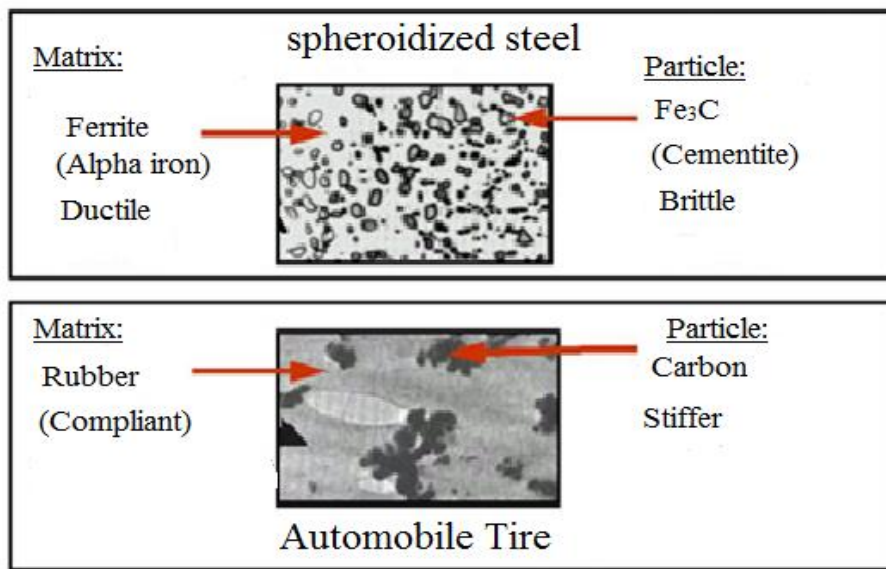 spheroidized steel
Matrix:
Ferrite
(Alpha iron)
Ductile
Particle:
Fe₃C
(Cementite)
Brittle
Matrix:
Rubber
(Compliant)
Particle:
Carbon
Stiffer
Automobile Tire